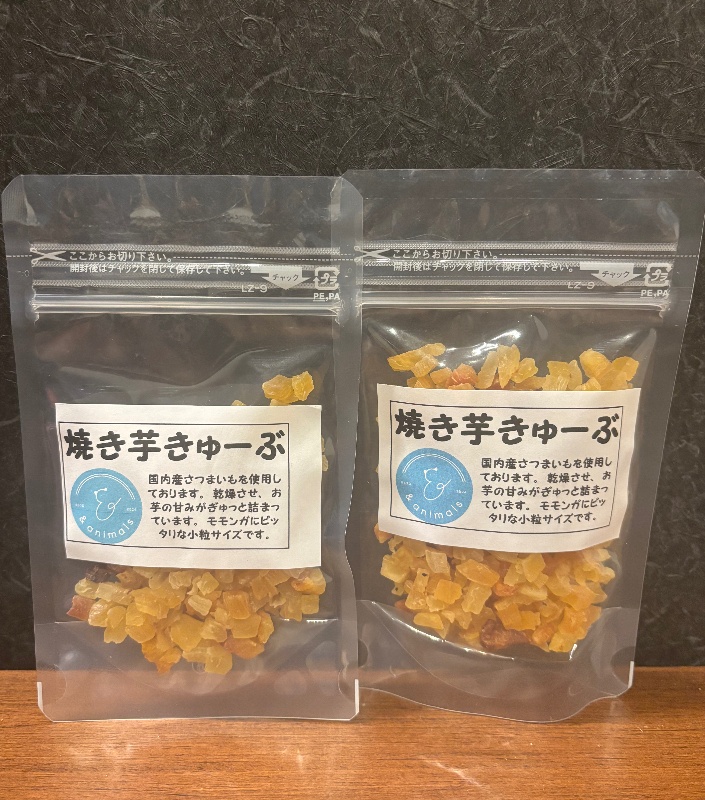 ここからお切り下さい。
開封後はチャックを閉じて保存して下さい。
チャック
LZ-9
プラ
PE,PA
焼き芋きゅーぶ
国内産さつまいもを使用し
ております。乾燥させ、お
芋の甘みがぎゅっと詰まっ
ています。モモンガにピッ
タリな小粒サイズです。
& animals
ここからお切り下さい。
開封後はチャックを閉じて保存して下さい。
チャック
LZ-9
プラ
PE,PA
焼き芋きゅーぶ
国内産さつまいもを使用し
ております。乾燥させ、お
芋の甘みがぎゅっと詰まっ
ています。モモンガにピッ
タリな小粒サイズです。
& animals